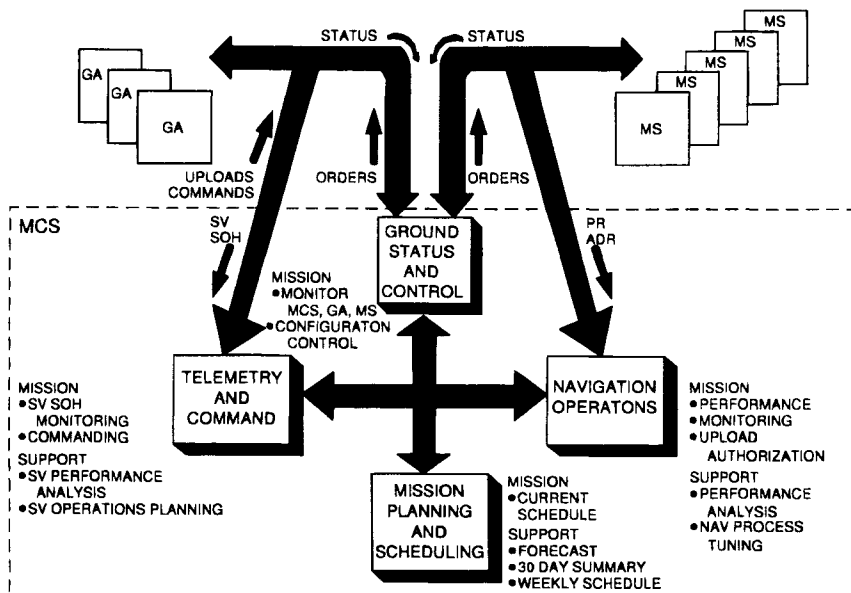 STATUS
STATUS
GA
GA
GA
MS
MS
MS
MS
MS
UPLOADS
COMMANDS
ORDERS
ORDERS
MCS
SV
SOH
PR
ADR
GROUND
STATUS
AND
CONTROL
MISSION
●MONITOR
MCS, GA, MS
●CONFIGURATON
CONTROL
TELEMETRY
AND
COMMAND
NAVIGATION
OPERATONS
MISSION
●SV SOH
MONITORING
●COMMANDING
SUPPORT
●SV PERFORMANCE
ANALYSIS
●SV OPERATIONS PLANNING
MISSION
●PERFORMANCE
●MONITORING
●UPLOAD
AUTHORIZATION
SUPPORT
●PERFORMANCE
ANALYSIS
●NAV PROCESS
TUNING
MISSION
PLANNING
AND
SCHEDULING
MISSION
●CURRENT
SCHEDULE
SUPPORT
●FORECAST
●30 DAY SUMMARY
●WEEKLY SCHEDULE